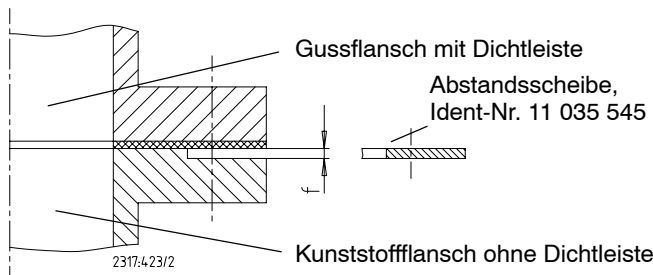 Gussflansch mit Dichtleiste
Abstandsscheibe,
Ident-Nr. 11 035 545
f
Kunststoffflansch ohne Dichtleiste
2317:423/2